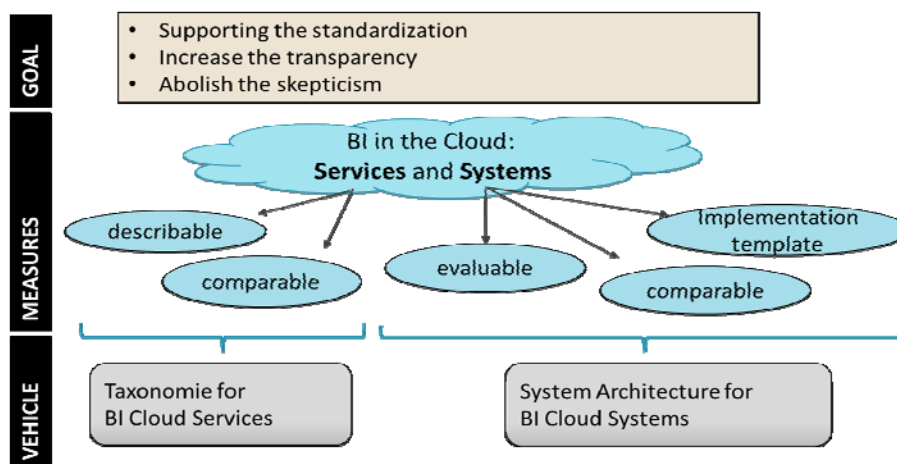 GOAL
• Supporting the standardization
• Increase the transparency
• Abolish the skepticism
MEASURES
BI in the Cloud:
Services and Systems
describable
comparable
evaluable
comparable
Implementation
template
VEHICLE
Taxonomie for
BI Cloud Services
System Architecture for
BI Cloud Systems